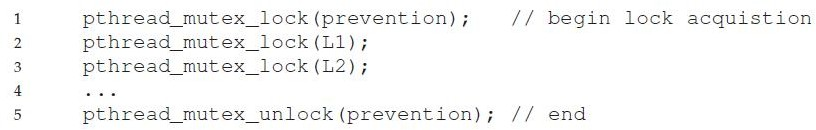 1 pthread_mutex_lock(prevention); // begin lock acquistion
2 pthread_mutex_lock(L1);
3 pthread_mutex_lock(L2);
4 ...
5 pthread_mutex_unlock(prevention); // end